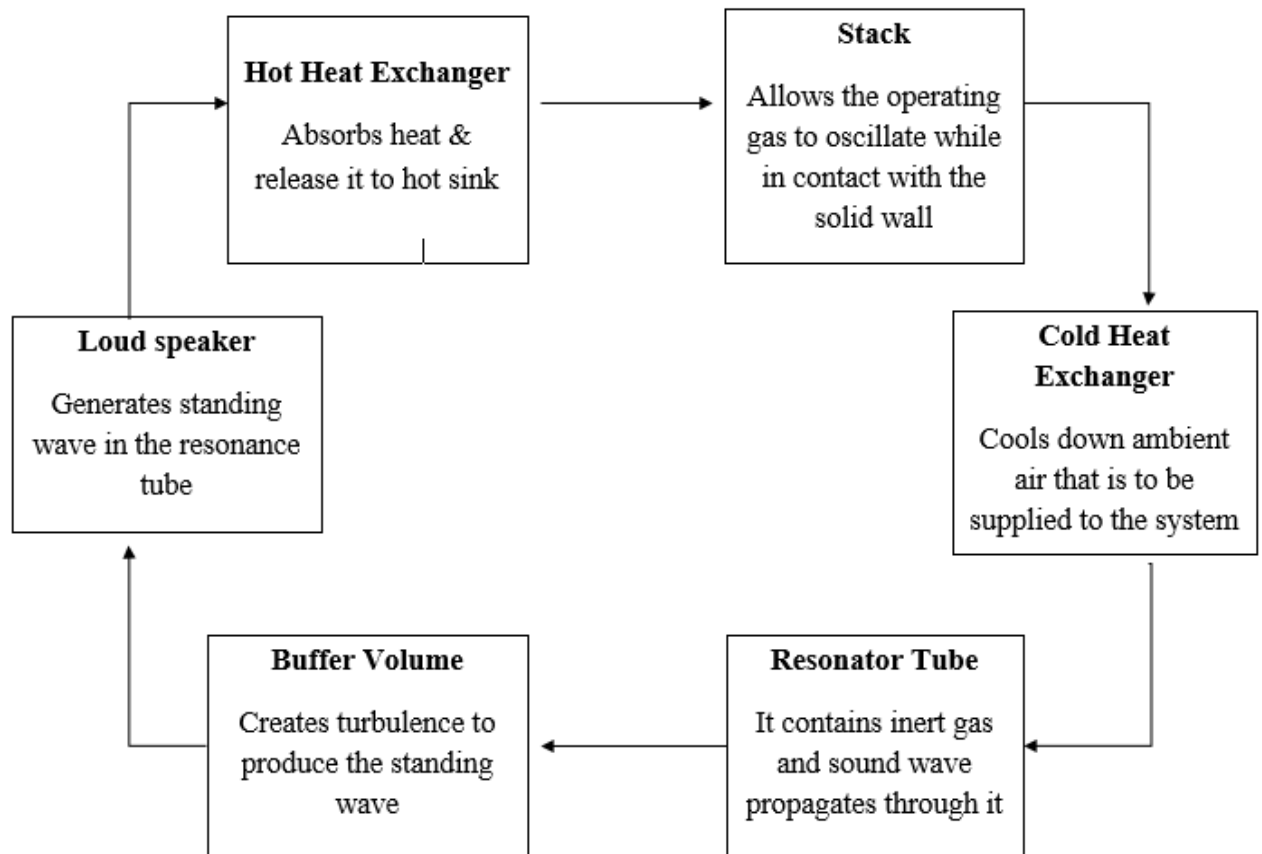 Hot Heat Exchanger
Absorbs heat &
release it to hot sink
Stack
Allows the operating
gas to oscillate while
in contact with the
solid wall
Cold Heat
Exchanger
Cools down ambient
air that is to be
supplied to the system
Resonator Tube
It contains inert gas
and sound wave
propagates through it
Buffer Volume
Creates turbulence to
produce the standing
wave
Loud speaker
Generates standing
wave in the resonance
tube